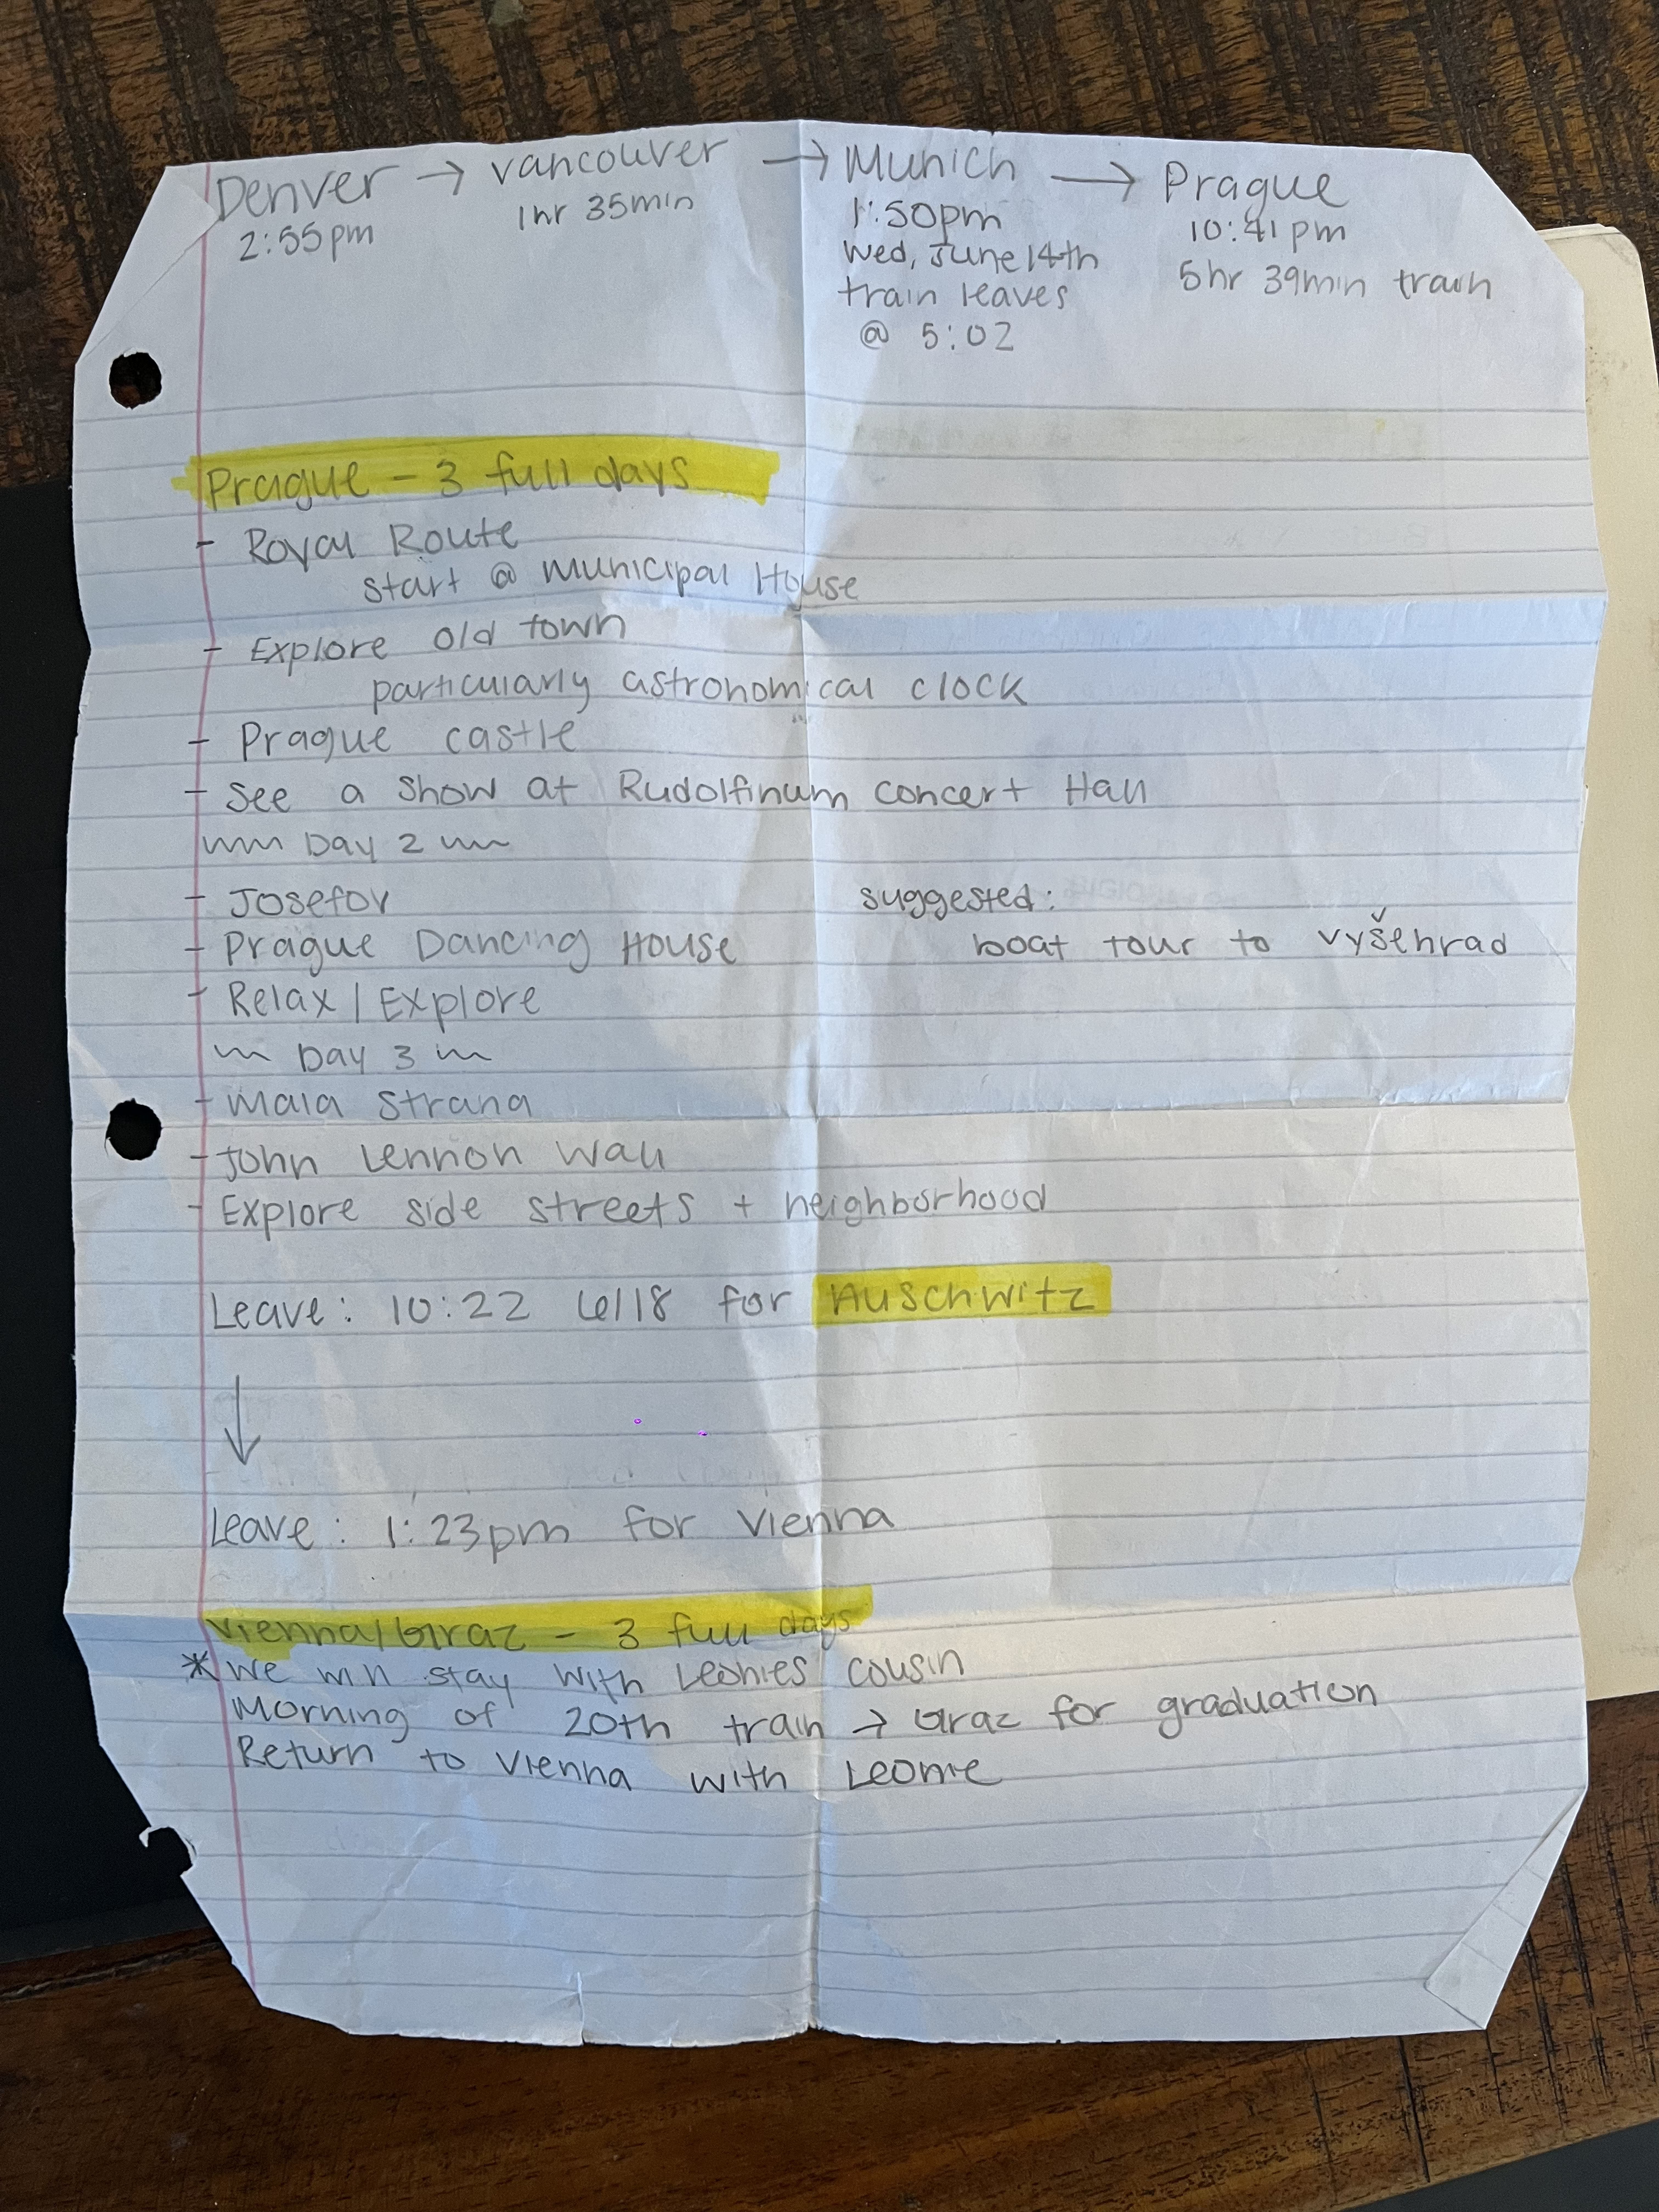 Denver → Vancouver → Munich → Prague
2:55pm 1hr 35min 1:50pm 10:41pm
Wed, June 14th 5hr 39min train
train leaves
@ 5:02
Prague - 3 full days
- Royal Route
start @ Municipal House
- Explore old town
particularly astronomical clock
- Prague castle
- See a show at Rudolfinum concert Hall
~~ Day 2 ~~
- Josefov suggested:
- Prague Dancing House boat tour to vyšehrad
- Relax / Explore
~~ Day 3 ~~
- Mala Strana
- John Lennon Wall
- Explore side streets + neighborhood
Leave: 10:22 6/18 for Auschwitz
↓
Leave: 1:23pm for Vienna
Vienna/Graz - 3 full days
* We will stay with Leonies cousin
Morning of 20th train → Graz for graduation
Return to Vienna with Leonie